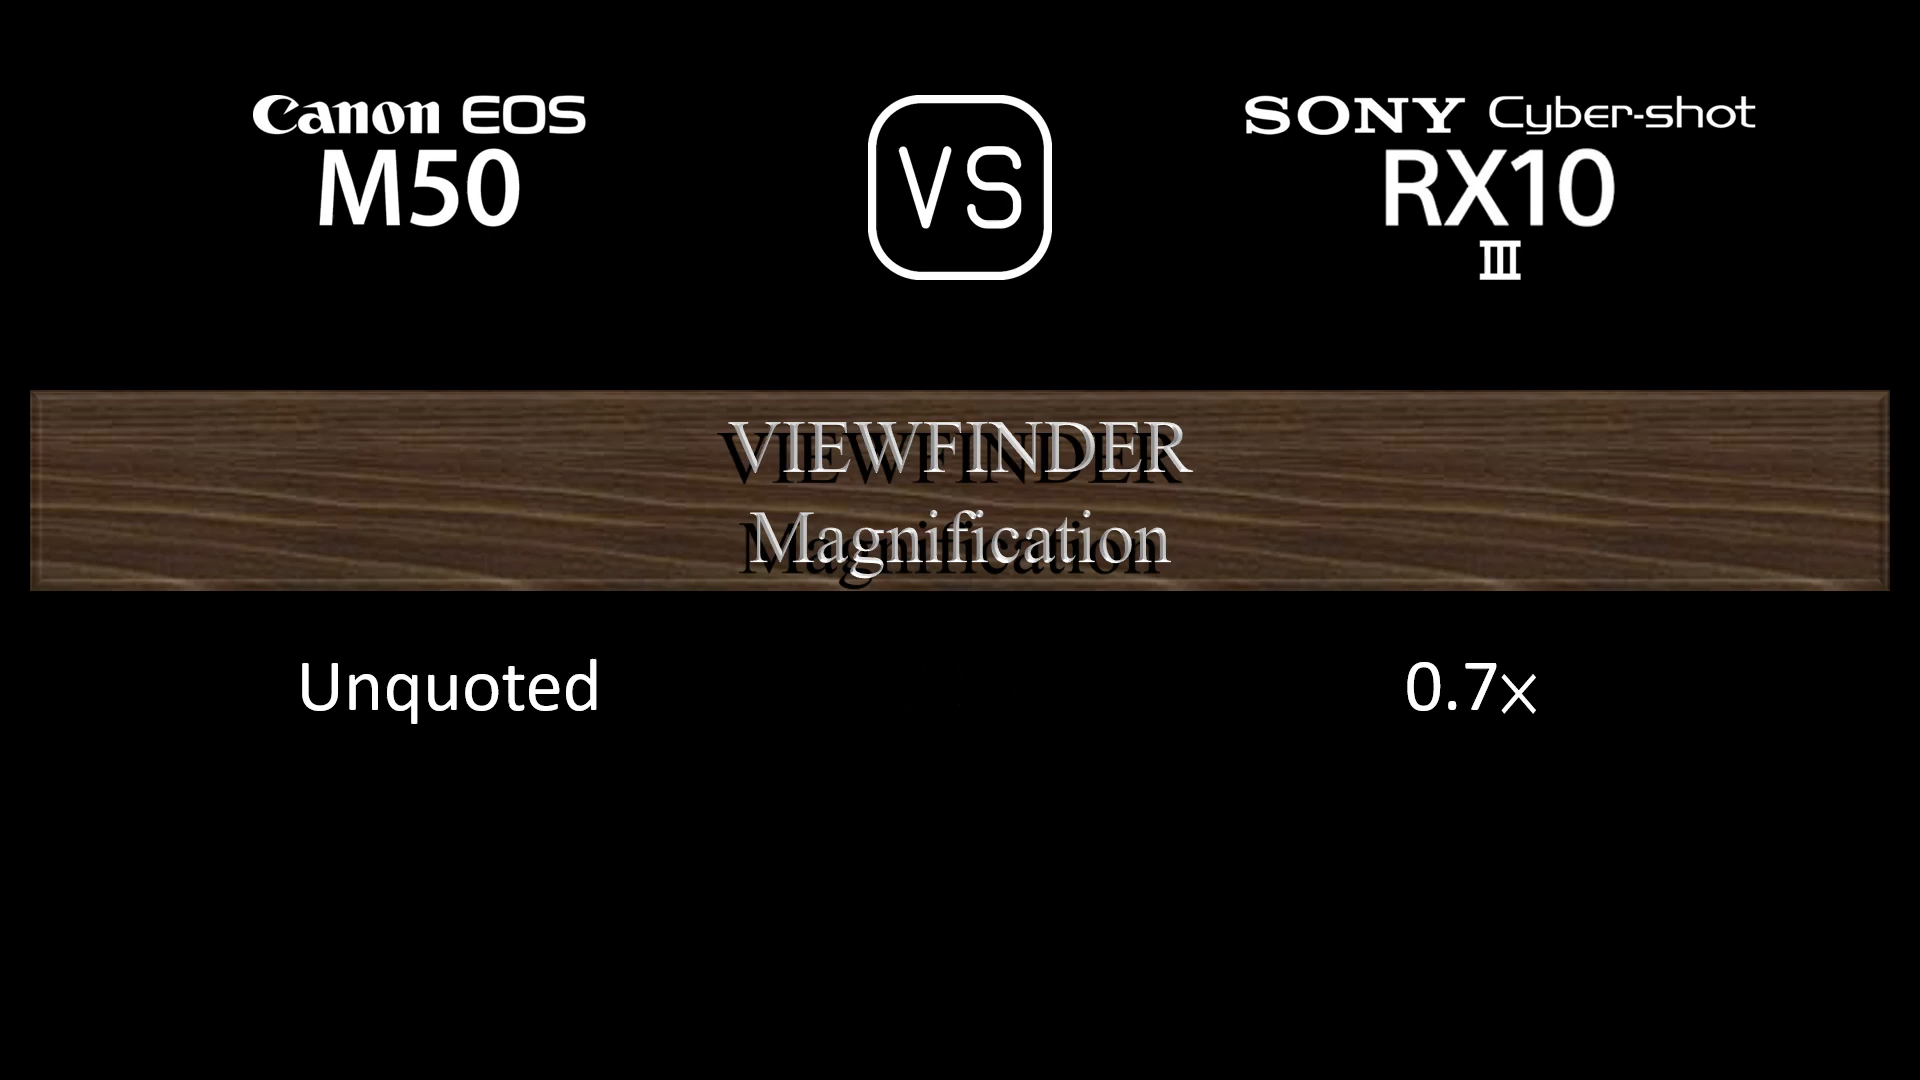 Canon EOS
M50
VS
SONY Cyber-shot
RX10
III
VIEWFINDER
Magnification
Unquoted
0.7x